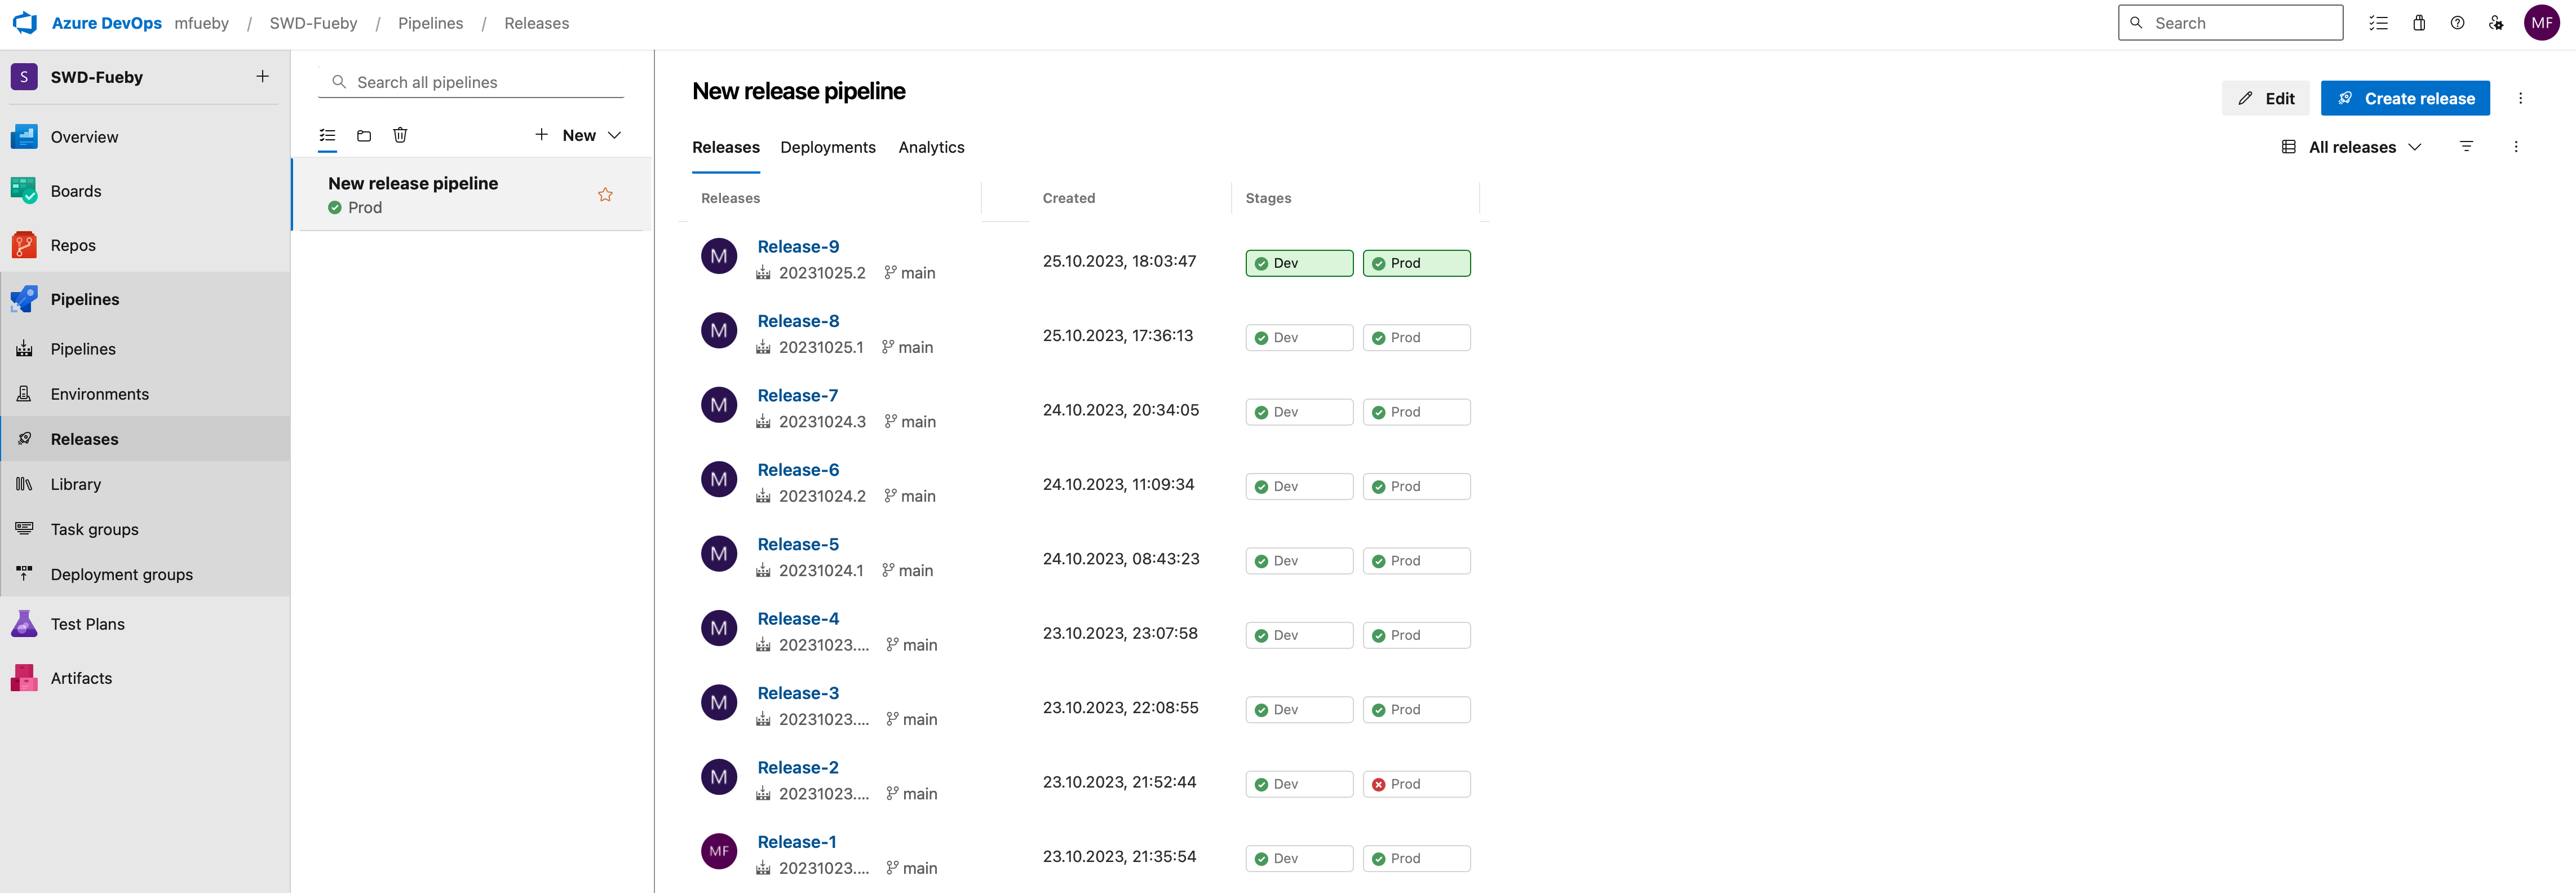 Azure DevOps mfueby / SWD-Fueby / Pipelines / Releases
Search
MF
S SWD-Fueby
Overview
Boards
Repos
Pipelines
Pipelines
Environments
Releases
Library
Task groups
Deployment groups
Test Plans
Artifacts
Search all pipelines
New
New release pipeline
Prod
New release pipeline
Edit
Create release
Releases Deployments Analytics
All releases
Releases Created Stages
M Release-9
20231025.2 main
25.10.2023, 18:03:47
Dev Prod
M Release-8
20231025.1 main
25.10.2023, 17:36:13
Dev Prod
M Release-7
20231024.3 main
24.10.2023, 20:34:05
Dev Prod
M Release-6
20231024.2 main
24.10.2023, 11:09:34
Dev Prod
M Release-5
20231024.1 main
24.10.2023, 08:43:23
Dev Prod
M Release-4
20231023.... main
23.10.2023, 23:07:58
Dev Prod
M Release-3
20231023.... main
23.10.2023, 22:08:55
Dev Prod
M Release-2
20231023.... main
23.10.2023, 21:52:44
Dev Prod
MF Release-1
20231023.... main
23.10.2023, 21:35:54
Dev Prod